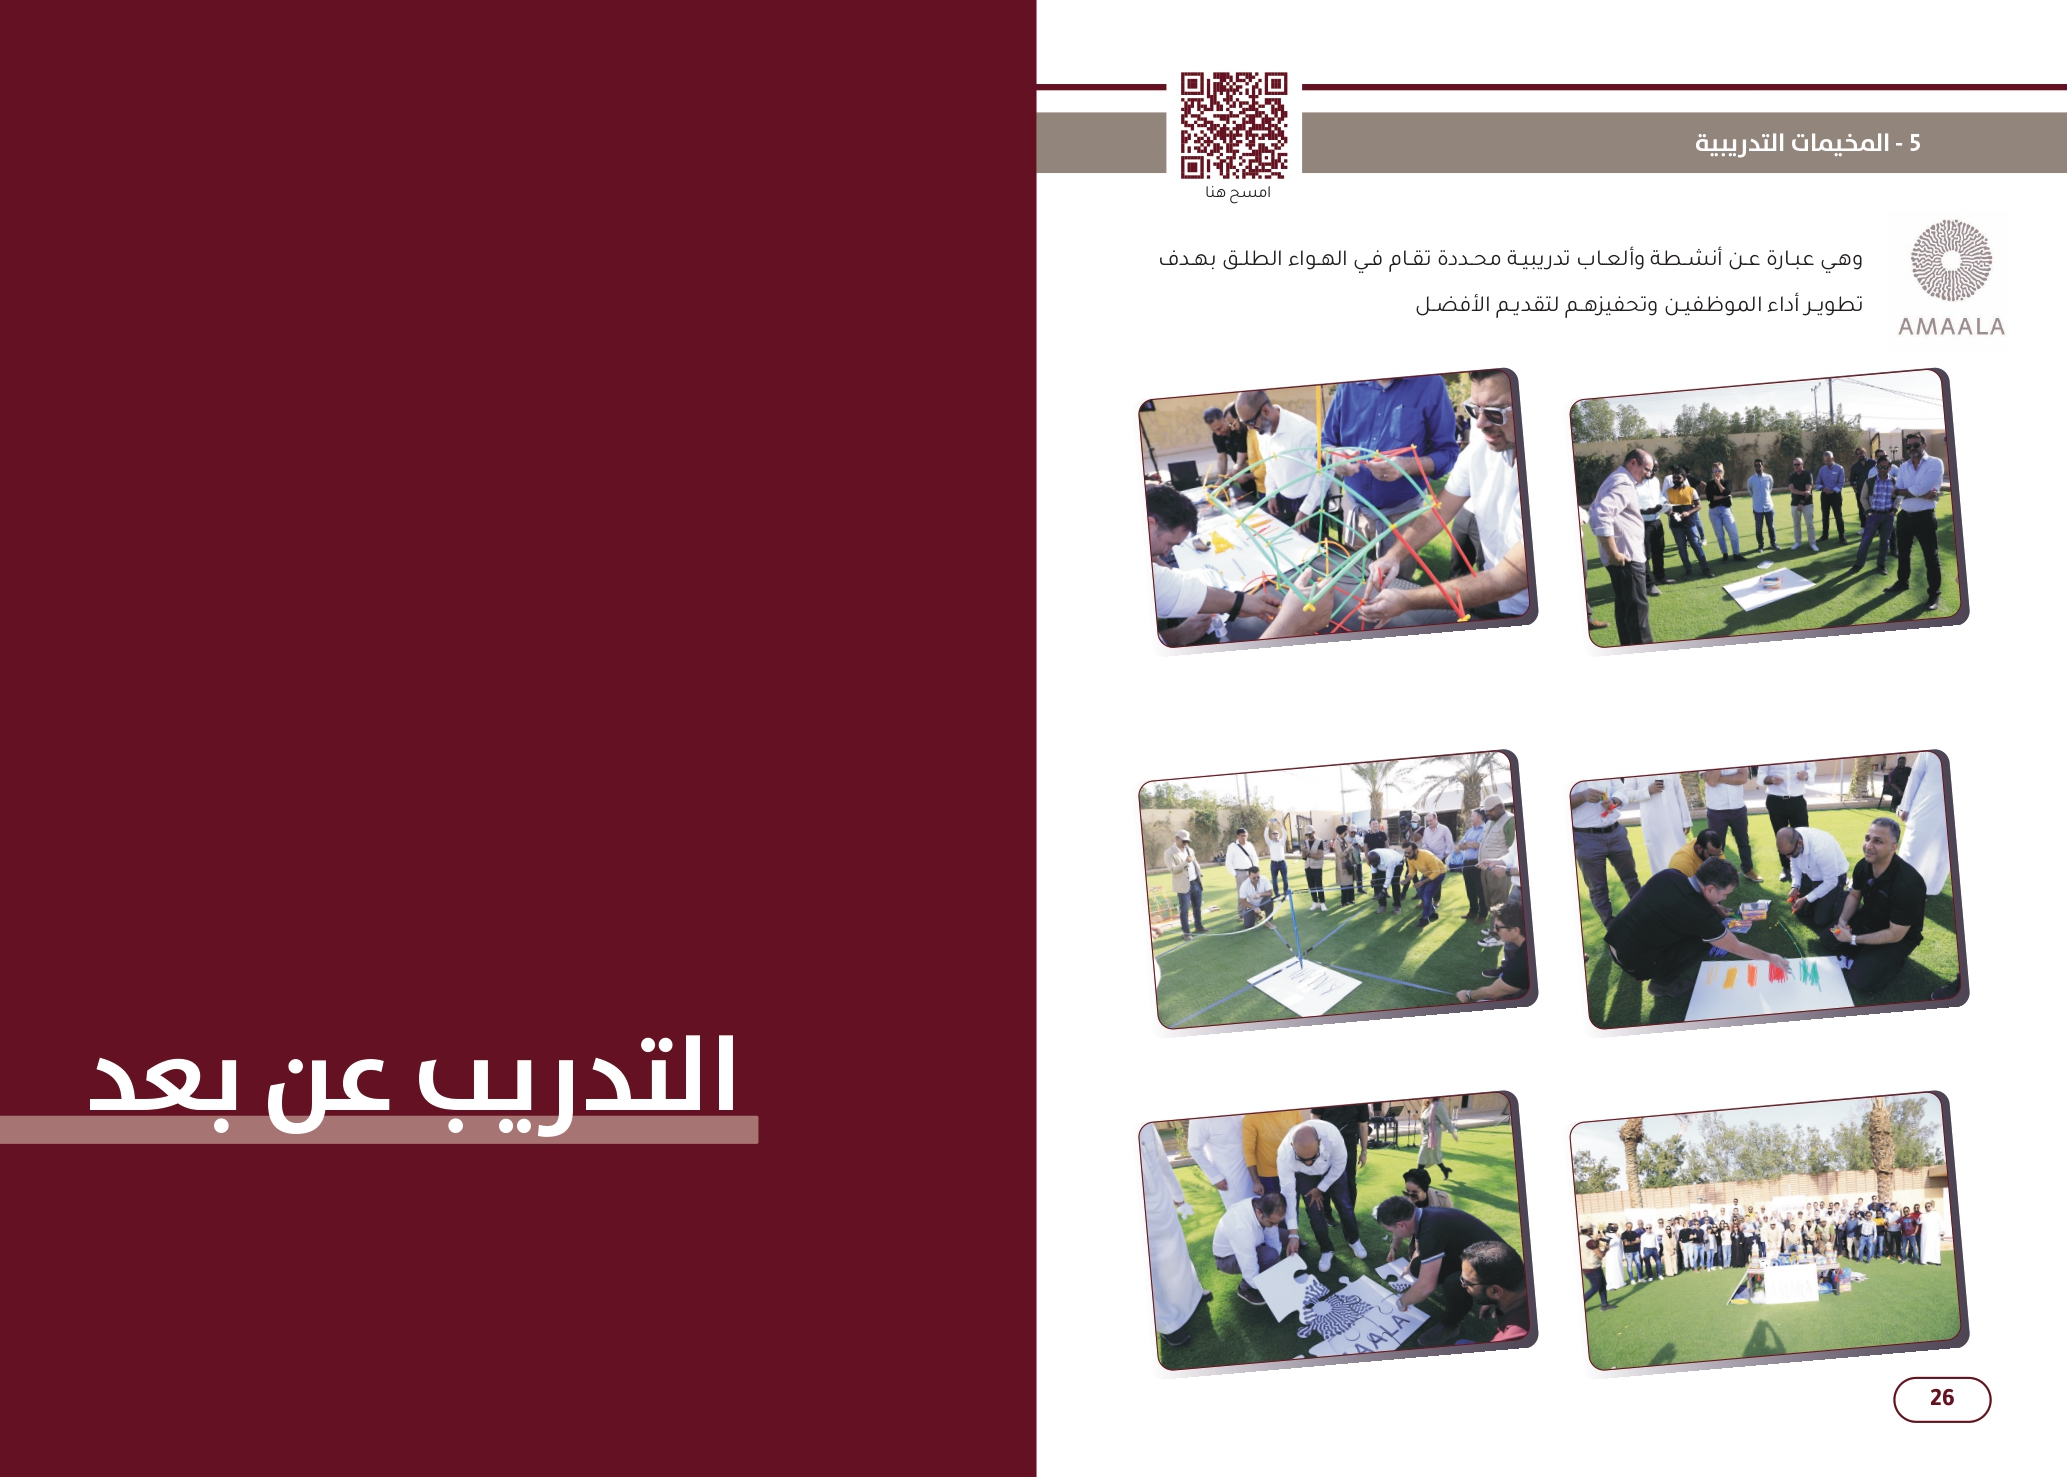 5 - المخيمات التدريبية
امسح هنا
وهي عبارة عن أنشطة وألعاب تدريبية محددة تقام في الهواء الطلق بهدف
تطوير أداء الموظفين وتحفيزهم لتقديم الأفضل
AMAALA
AALA
26
التدريب عن بعد